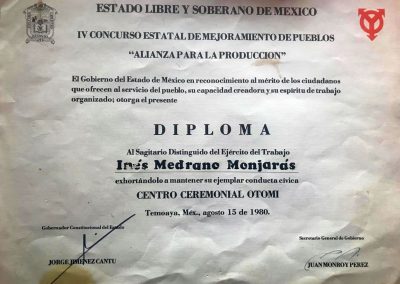 ESTADO LIBRE Y SOBERANO DE MEXICO
IV CONCURSO ESTATAL DE MEJORAMIENTO DE PUEBLOS
"ALIANZA PARA LA PRODUCCION"
El Gobierno del Estado de México en reconocimiento al mérito de los ciudadanos
que ofrecen al servicio del pueblo, su capacidad creadora y su espíritu de trabajo
organizado; otorga el presente
DIPLOMA
Al Sagitario Distinguido del Ejército del Trabajo
Inés Medrano Monjarás
exhortándolo a mantener su ejemplar conducta cívica
CENTRO CEREMONIAL OTOMI
Temoaya, Mex., agosto 15 de 1980.
Gobernador Constitucional del Estado
Secretario General de Gobierno
JORGE JIMENEZ CANTU
JUAN MONROY PEREZ